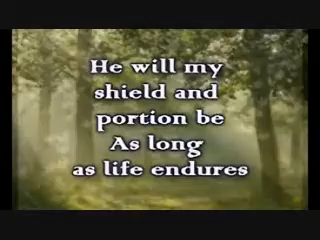 He will my
shield and
portion be
As long
as life endures